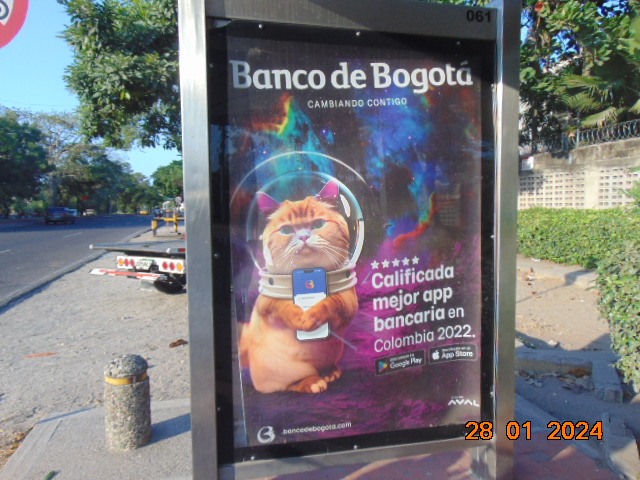 061
Banco de Bogotá
CAMBIANDO CONTIGO
Calificada
mejor app
bancaria en
Colombia 2022.
Google Play
App Store
AVAL
bancodebogota.com
28 01 2024